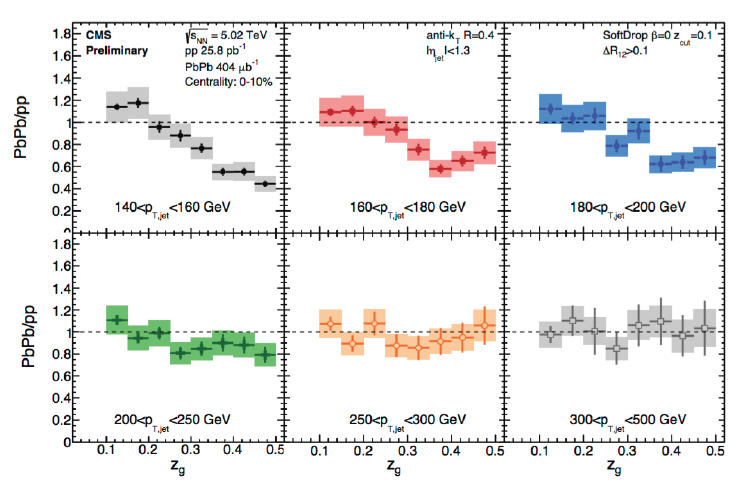 CMS
Preliminary
√s_NN = 5.02 TeV
pp 25.8 pb⁻¹
PbPb 404 μb⁻¹
Centrality: 0-10%
anti-k_T R=0.4
|η_jet|<1.3
SoftDrop β=0 z_cut=0.1
ΔR₁₂>0.1
PbPb/pp
1.8
1.6
1.4
1.2
1
0.8
0.6
0.4
0.2
0
140<p_T,jet<160 GeV
160<p_T,jet<180 GeV
180<p_T,jet<200 GeV
PbPb/pp
1.8
1.6
1.4
1.2
1
0.8
0.6
0.4
0.2
0
200<p_T,jet<250 GeV
250<p_T,jet<300 GeV
300<p_T,jet<500 GeV
0.1 0.2 0.3 0.4 0.5
0.1 0.2 0.3 0.4 0.5
0.1 0.2 0.3 0.4 0.5
z_g
z_g
z_g